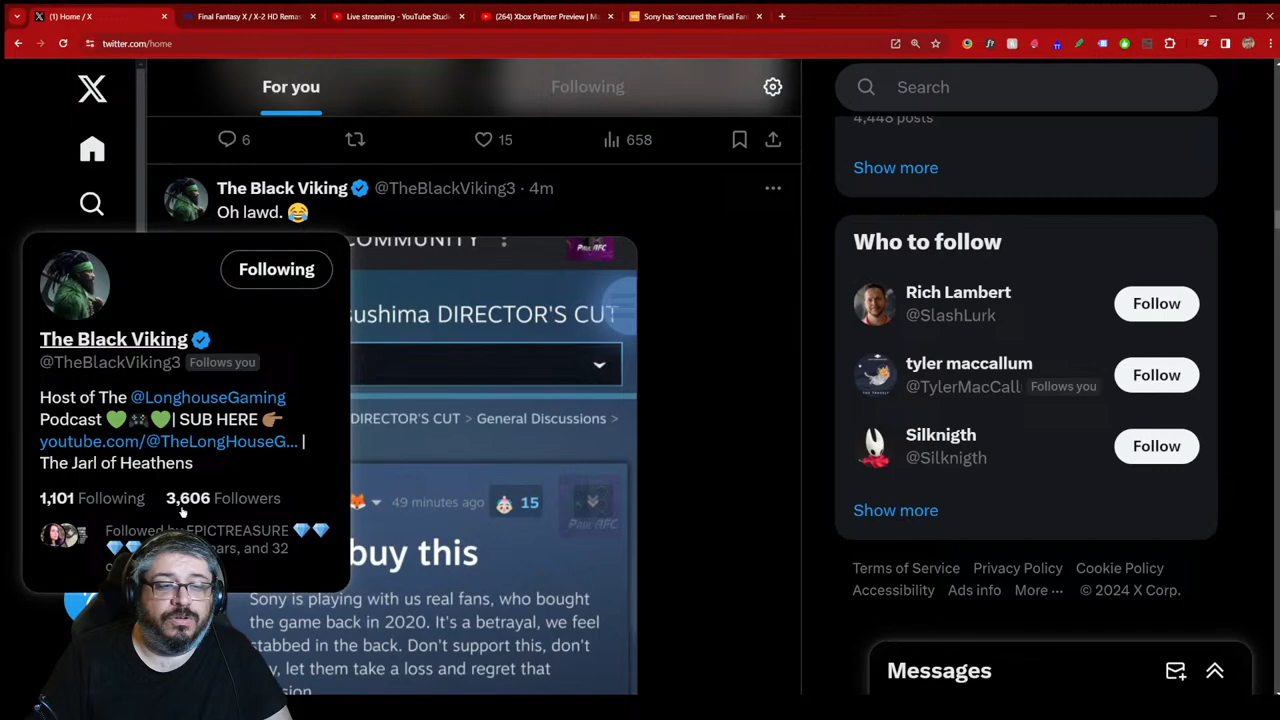 (1) Home / X
Final Fantasy X / X-2 HD Remas
Live streaming - YouTube Studi
(264) Xbox Partner Preview | Ma
Sony has 'secured the Final Fan
twitter.com/home
For you
Following
Search
6
15
658
4,448 posts
Show more
The Black Viking @TheBlackViking3 · 4m
Oh lawd. 😂
COMMUNITY
sushima DIRECTOR'S CUT
DIRECTOR'S CUT > General Discussions >
49 minutes ago
15
buy this
Sony is playing with us real fans, who bought
the game back in 2020. It's a betrayal, we feel
stabbed in the back. Don't support this, don't
let them take a loss and regret that
Following
The Black Viking
@TheBlackViking3 Follows you
Host of The @LonghouseGaming
Podcast 💚🎮💚| SUB HERE 👉🏽
youtube.com/@TheLongHouseG... |
The Jarl of Heathens
1,101 Following 3,606 Followers
Followed by EPICTREASURE 💎💎
💎 ears, and 32
Who to follow
Rich Lambert
@SlashLurk
Follow
tyler maccallum
@TylerMacCall Follows you
Follow
Silknigth
@Silknigth
Follow
Show more
Terms of Service Privacy Policy Cookie Policy
Accessibility Ads info More ··· © 2024 X Corp.
Messages